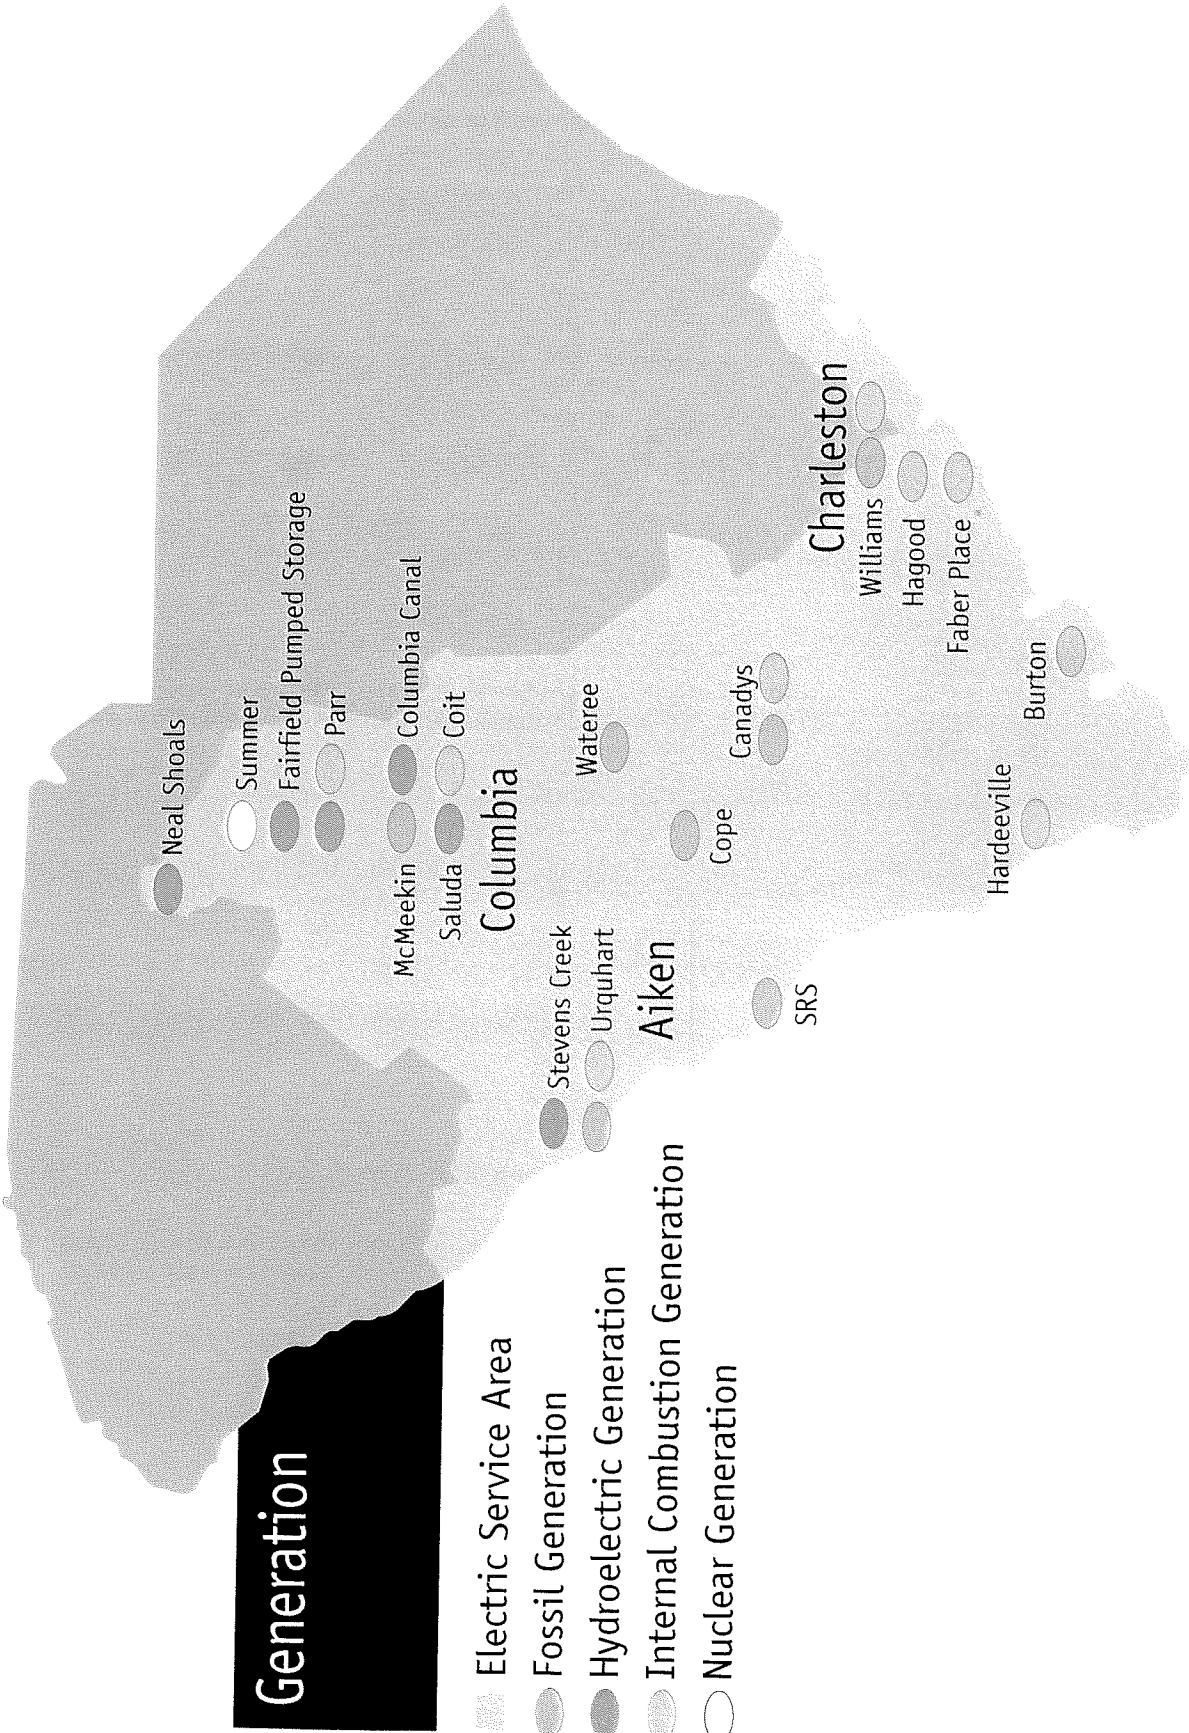 Generation
Electric Service Area
Fossil Generation
Hydroelectric Generation
Internal Combustion Generation
Nuclear Generation
Neal Shoals
Summer
Fairfield Pumped Storage
Parr
McMeekin
Columbia Canal
Saluda
Coit
Columbia
Stevens Creek
Urquhart
Aiken
Wateree
Cope
Canadys
SRS
Charleston
Williams
Hagood
Faber Place
Burton
Hardeeville